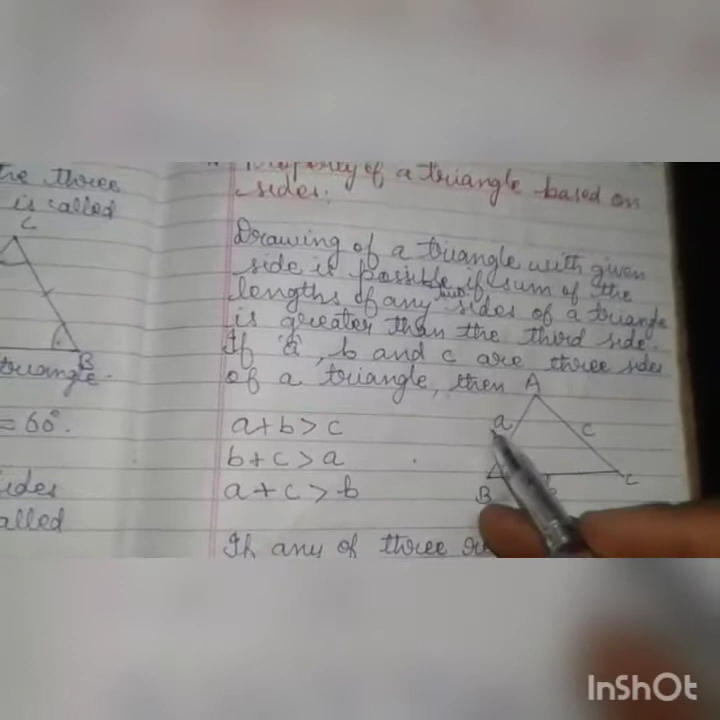 the three
is called
C
B
triangle.
= 60°.
sides
called
Property of a triangle based on
sides.
Drawing of a triangle with given
side is possible if sum of the
lengths of any two sides of a triangle
is greater than the third side.
If a, b and c are three sides
of a triangle, then
A
a c
B C
a+b>c
b+c>a
a+c>b
If any of three
InShOt